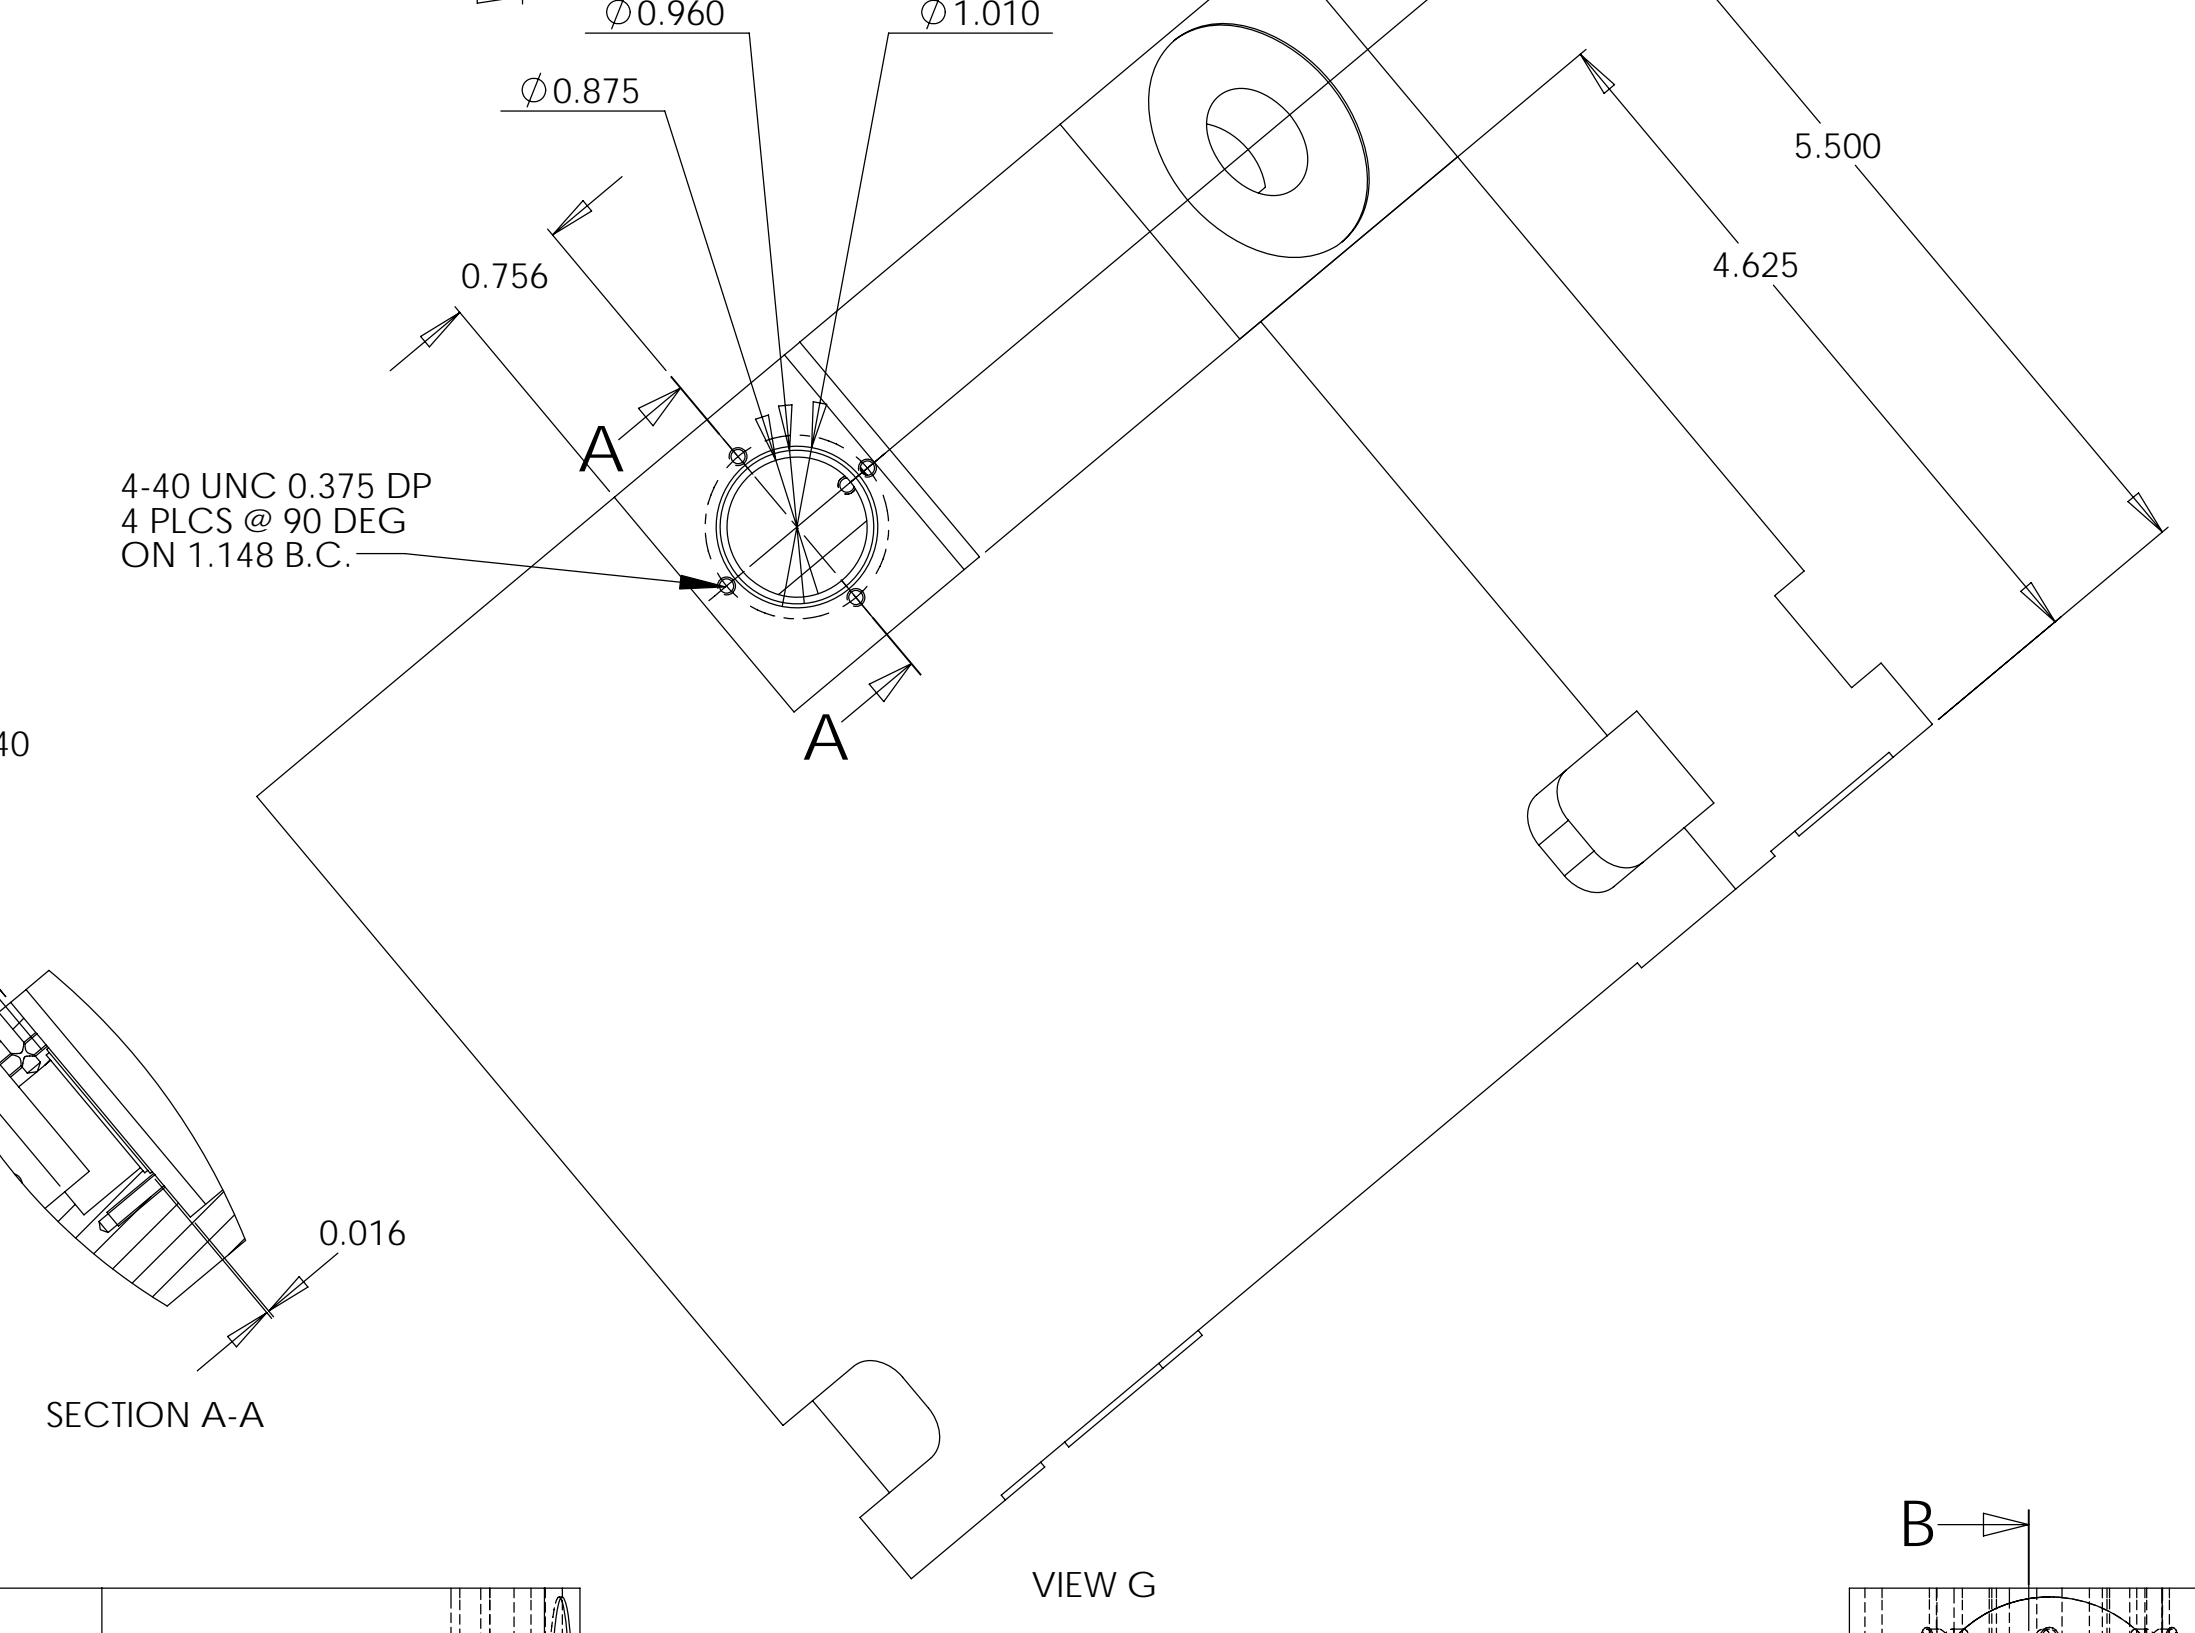 ⌀0.960
⌀1.010
⌀0.875
5.500
4.625
0.756
A
4-40 UNC 0.375 DP
4 PLCS @ 90 DEG
ON 1.148 B.C.
A
40
0.016
SECTION A-A
B
VIEW G